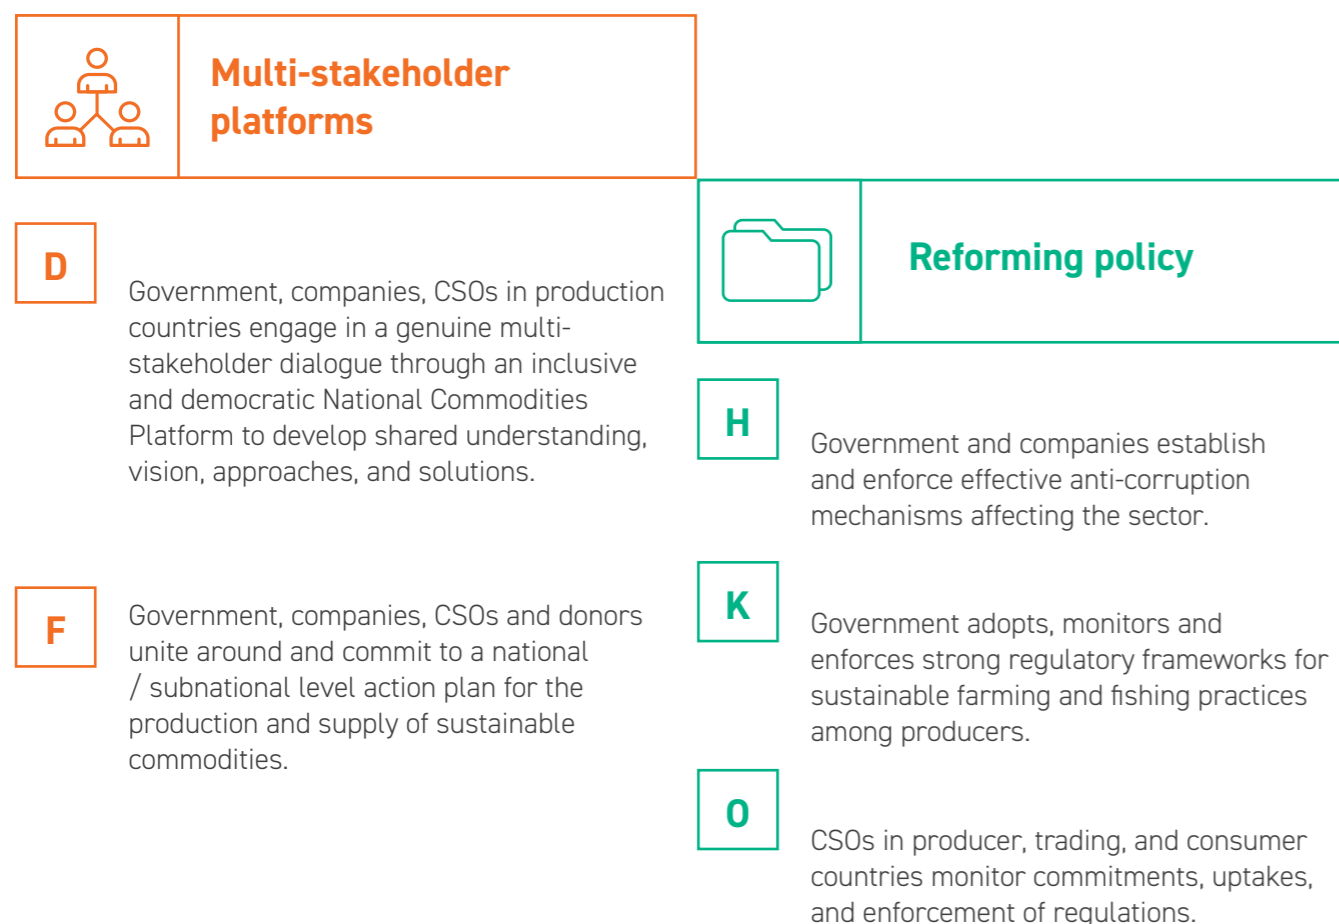 Multi-stakeholder
platforms
D
Government, companies, CSOs in production
countries engage in a genuine multi-
stakeholder dialogue through an inclusive
and democratic National Commodities
Platform to develop shared understanding,
vision, approaches, and solutions.
F
Government, companies, CSOs and donors
unite around and commit to a national
/ subnational level action plan for the
production and supply of sustainable
commodities.
Reforming policy
H
Government and companies establish
and enforce effective anti-corruption
mechanisms affecting the sector.
K
Government adopts, monitors and
enforces strong regulatory frameworks for
sustainable farming and fishing practices
among producers.
O
CSOs in producer, trading, and consumer
countries monitor commitments, uptakes,
and enforcement of regulations.